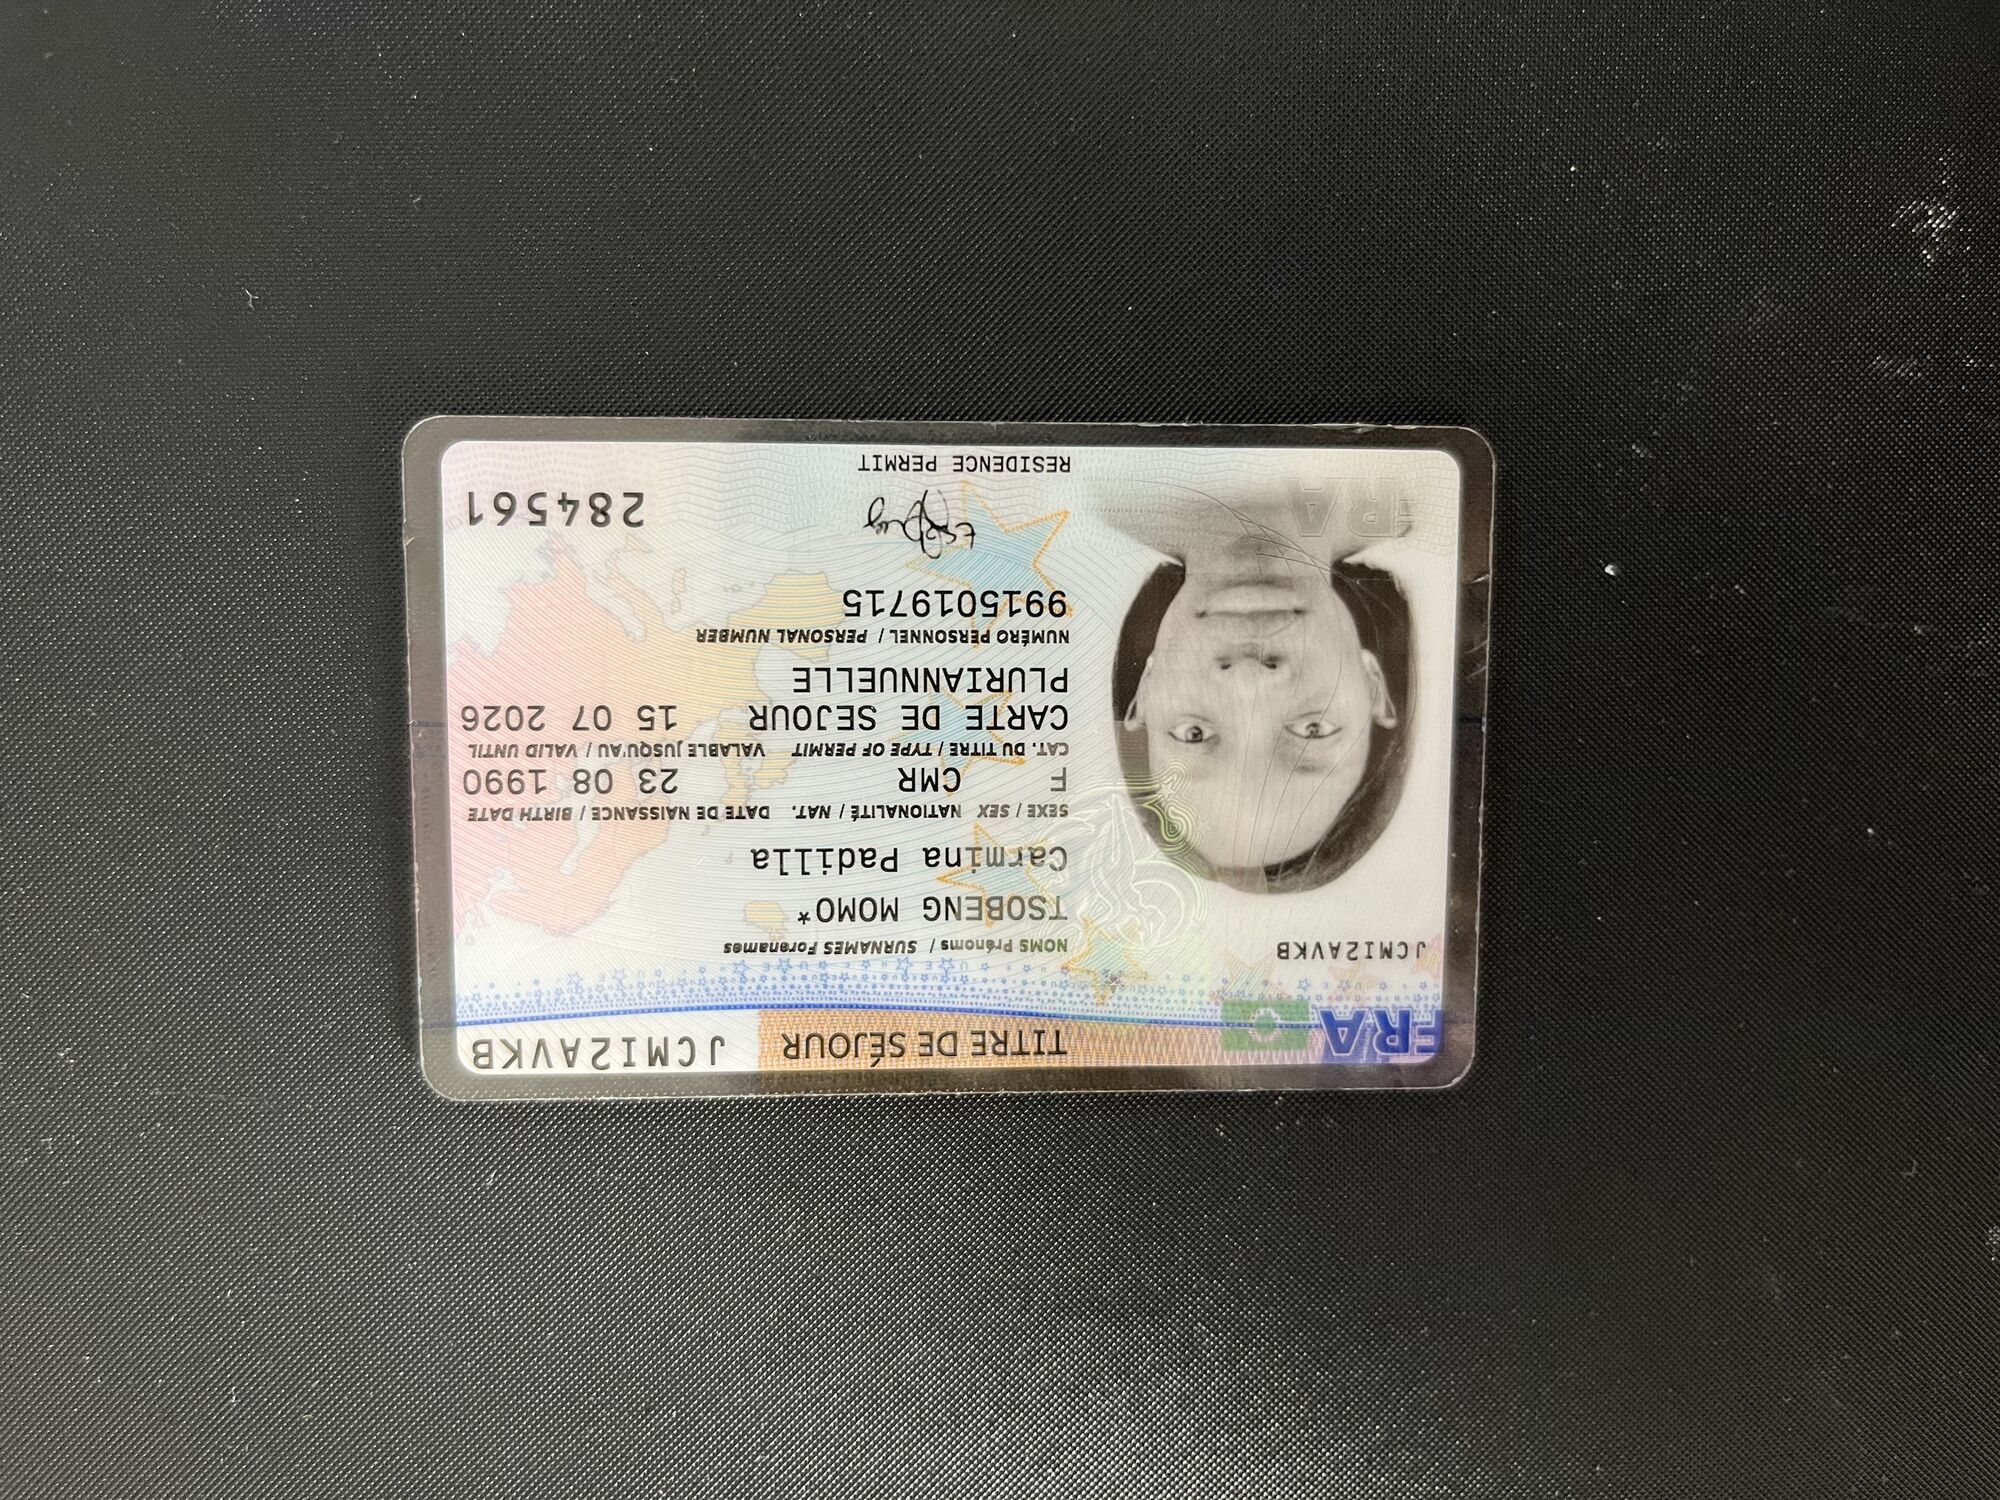 FRA
TITRE DE SÉJOUR
JCMI2AVKB
JCMI2AVKB
NOMS Prénoms / SURNAMES Forenames
TSOBENG MOMO*
Carmina Padilla
SEXE / SEX NATIONALITÉ / NAT. DATE DE NAISSANCE / BIRTH DATE
F CMR 23 08 1990
CAT. DU TITRE / TYPE OF PERMIT VALABLE JUSQU'AU / VALID UNTIL
CARTE DE SEJOUR 15 07 2026
PLURIANNUELLE
NUMÉRO PERSONNEL / PERSONAL NUMBER
9915019715
284561
FRA
RESIDENCE PERMIT